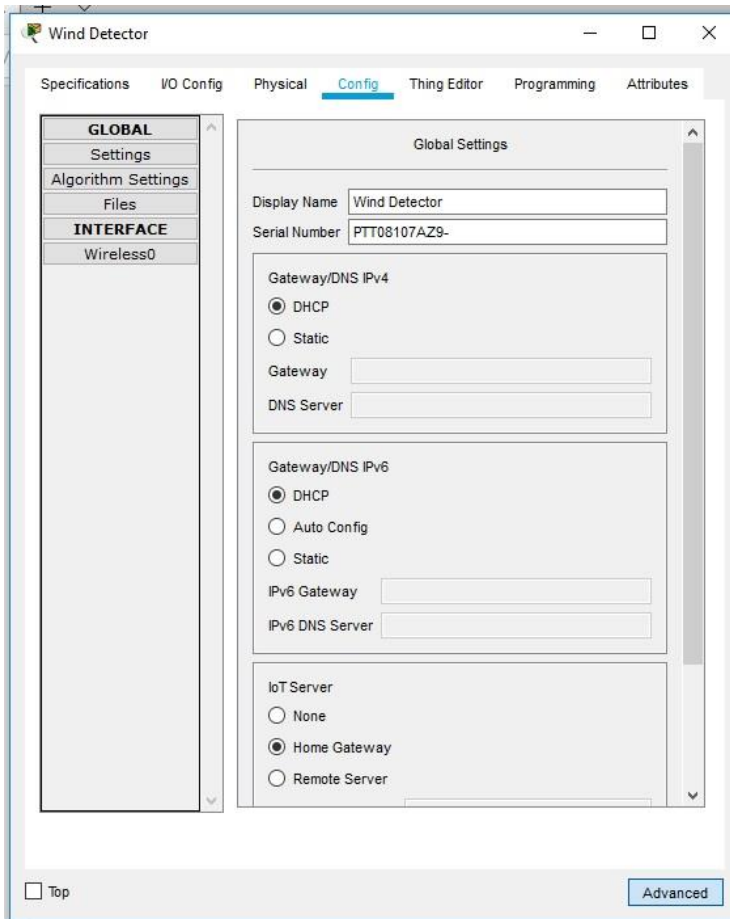 Wind Detector
Specifications I/O Config Physical Config Thing Editor Programming Attributes
GLOBAL
Settings
Algorithm Settings
Files
INTERFACE
Wireless0
Global Settings
Display Name Wind Detector
Serial Number PTT08107AZ9-
Gateway/DNS IPv4
DHCP
Static
Gateway
DNS Server
Gateway/DNS IPv6
DHCP
Auto Config
Static
IPv6 Gateway
IPv6 DNS Server
IoT Server
None
Home Gateway
Remote Server
Top
Advanced